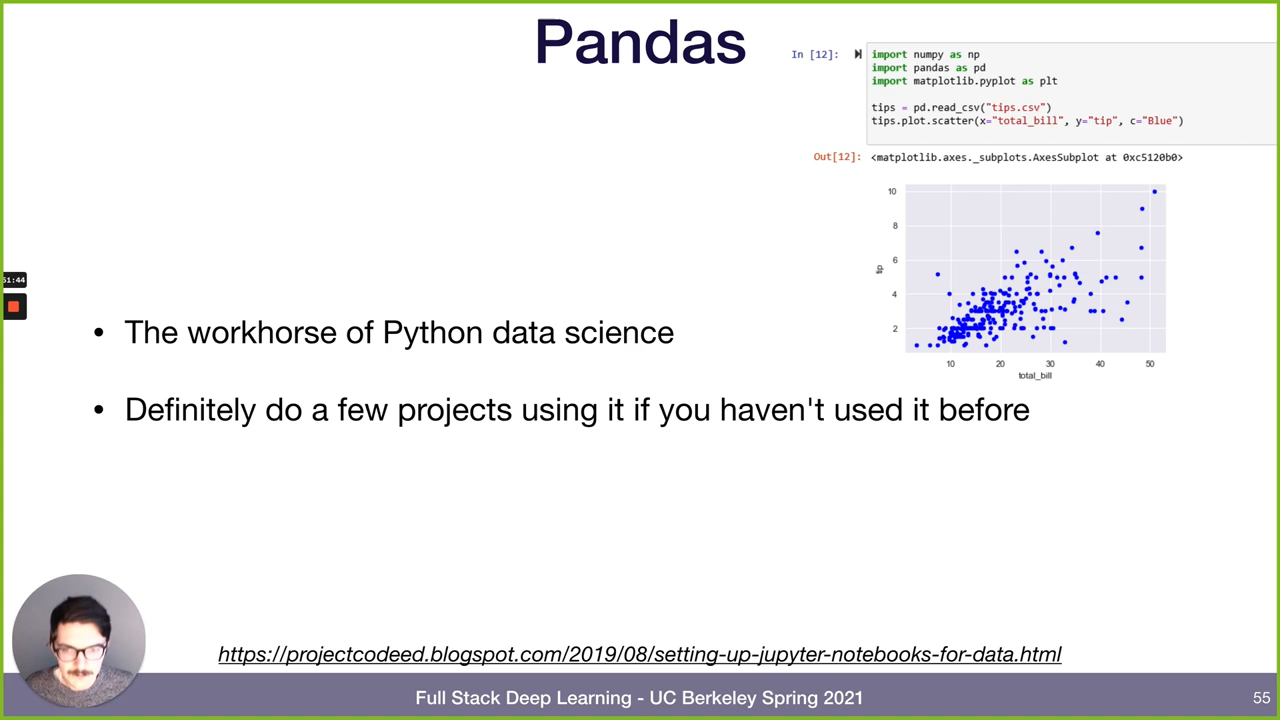 Pandas
In [12]:
import numpy as np
import pandas as pd
import matplotlib.pyplot as plt
tips = pd.read_csv("tips.csv")
tips.plot.scatter(x="total_bill", y="tip", c="Blue")
Out[12]:
<matplotlib.axes._subplots.AxesSubplot at 0xc5120b0>
10
8
6
4
2
tip
10 20 30 40 50
total_bill
51:44
• The workhorse of Python data science
• Definitely do a few projects using it if you haven't used it before
https://projectcodeed.blogspot.com/2019/08/setting-up-jupyter-notebooks-for-data.html
Full Stack Deep Learning - UC Berkeley Spring 2021
55